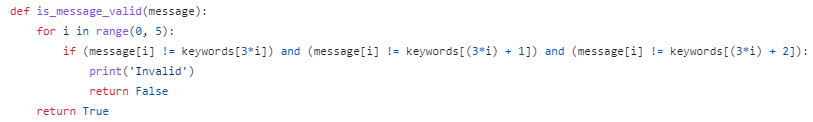 def is_message_valid(message):
    for i in range(0, 5):
        if (message[i] != keywords[3*i]) and (message[i] != keywords[(3*i) + 1]) and (message[i] != keywords[(3*i) + 2]):
            print('Invalid')
            return False
    return True